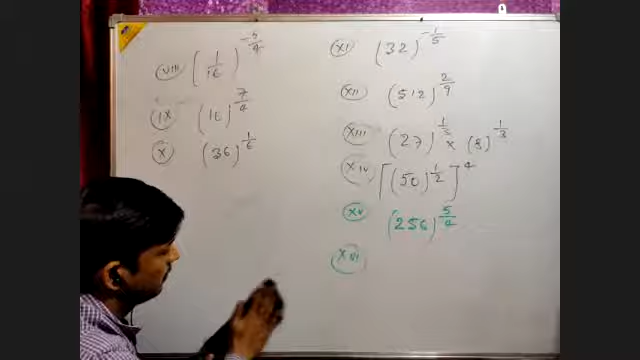 VIII (1/16)^-3/4
IX (16)^7/4
X (36)^1/6
XI (32)^-1/5
XII (512)^2/9
XIII (27)^1/3 × (8)^1/3
XIV [(50)^1/2]^4
XV (256)^5/4
XVI